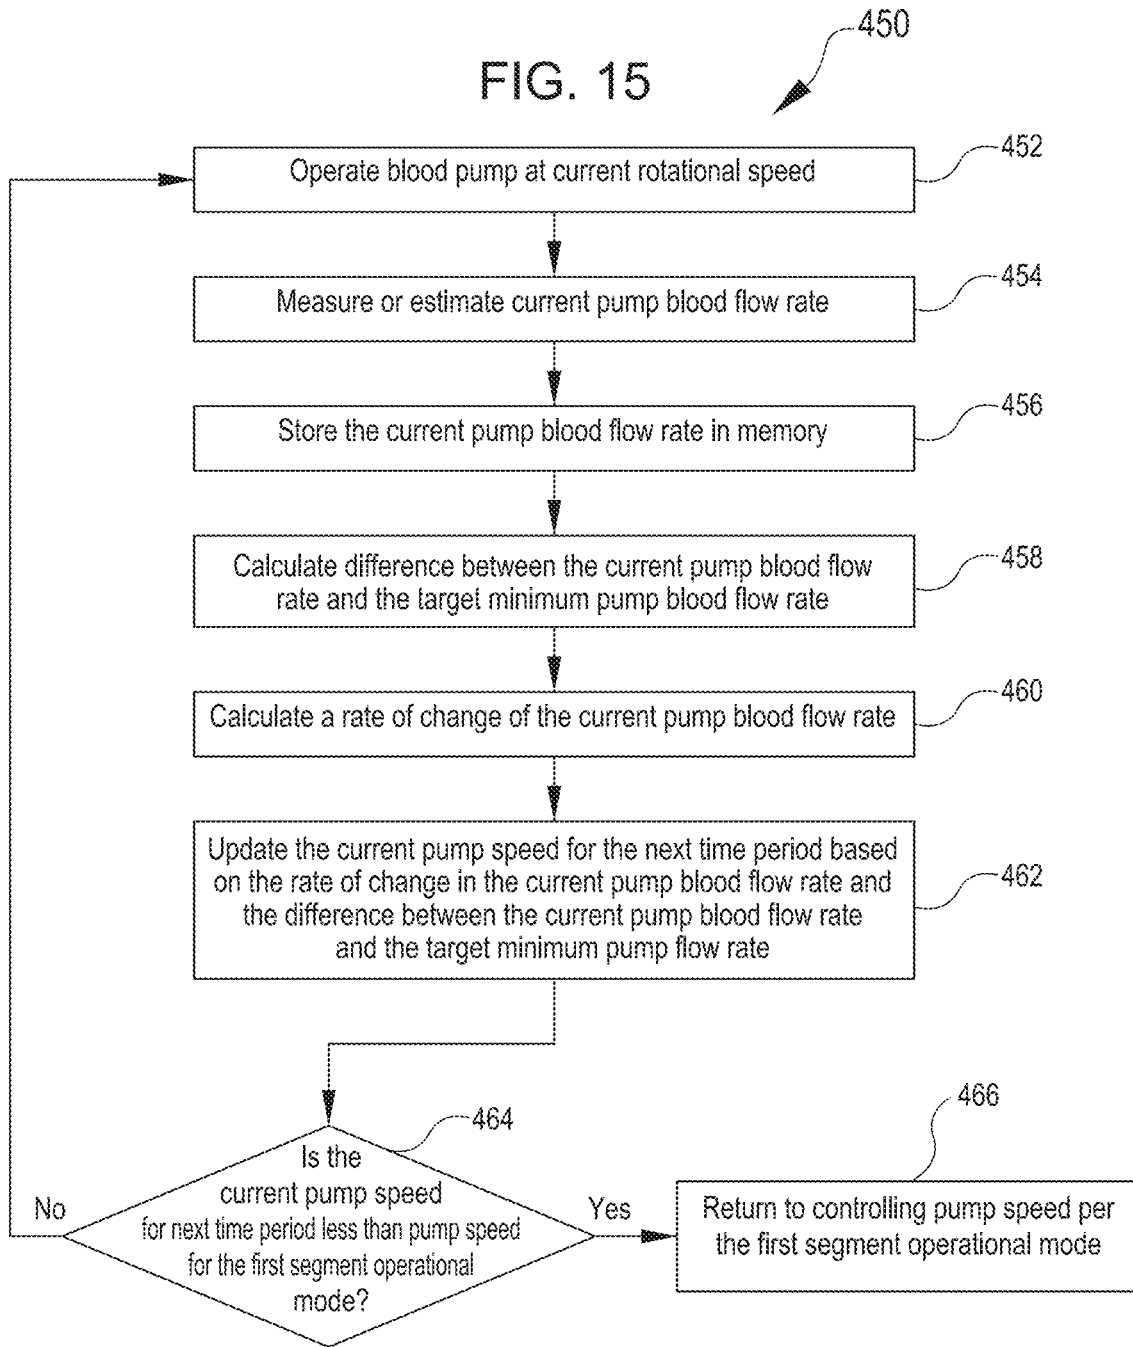 450
FIG. 15
Operate blood pump at current rotational speed
452
Measure or estimate current pump blood flow rate
454
Store the current pump blood flow rate in memory
456
Calculate difference between the current pump blood flow
rate and the target minimum pump blood flow rate
458
Calculate a rate of change of the current pump blood flow rate
460
Update the current pump speed for the next time period based
on the rate of change in the current pump blood flow rate and
the difference between the current pump blood flow rate
and the target minimum pump flow rate
462
464
Is the
current pump speed
for next time period less than pump speed
for the first segment operational
mode?
No
Yes
466
Return to controlling pump speed per
the first segment operational mode